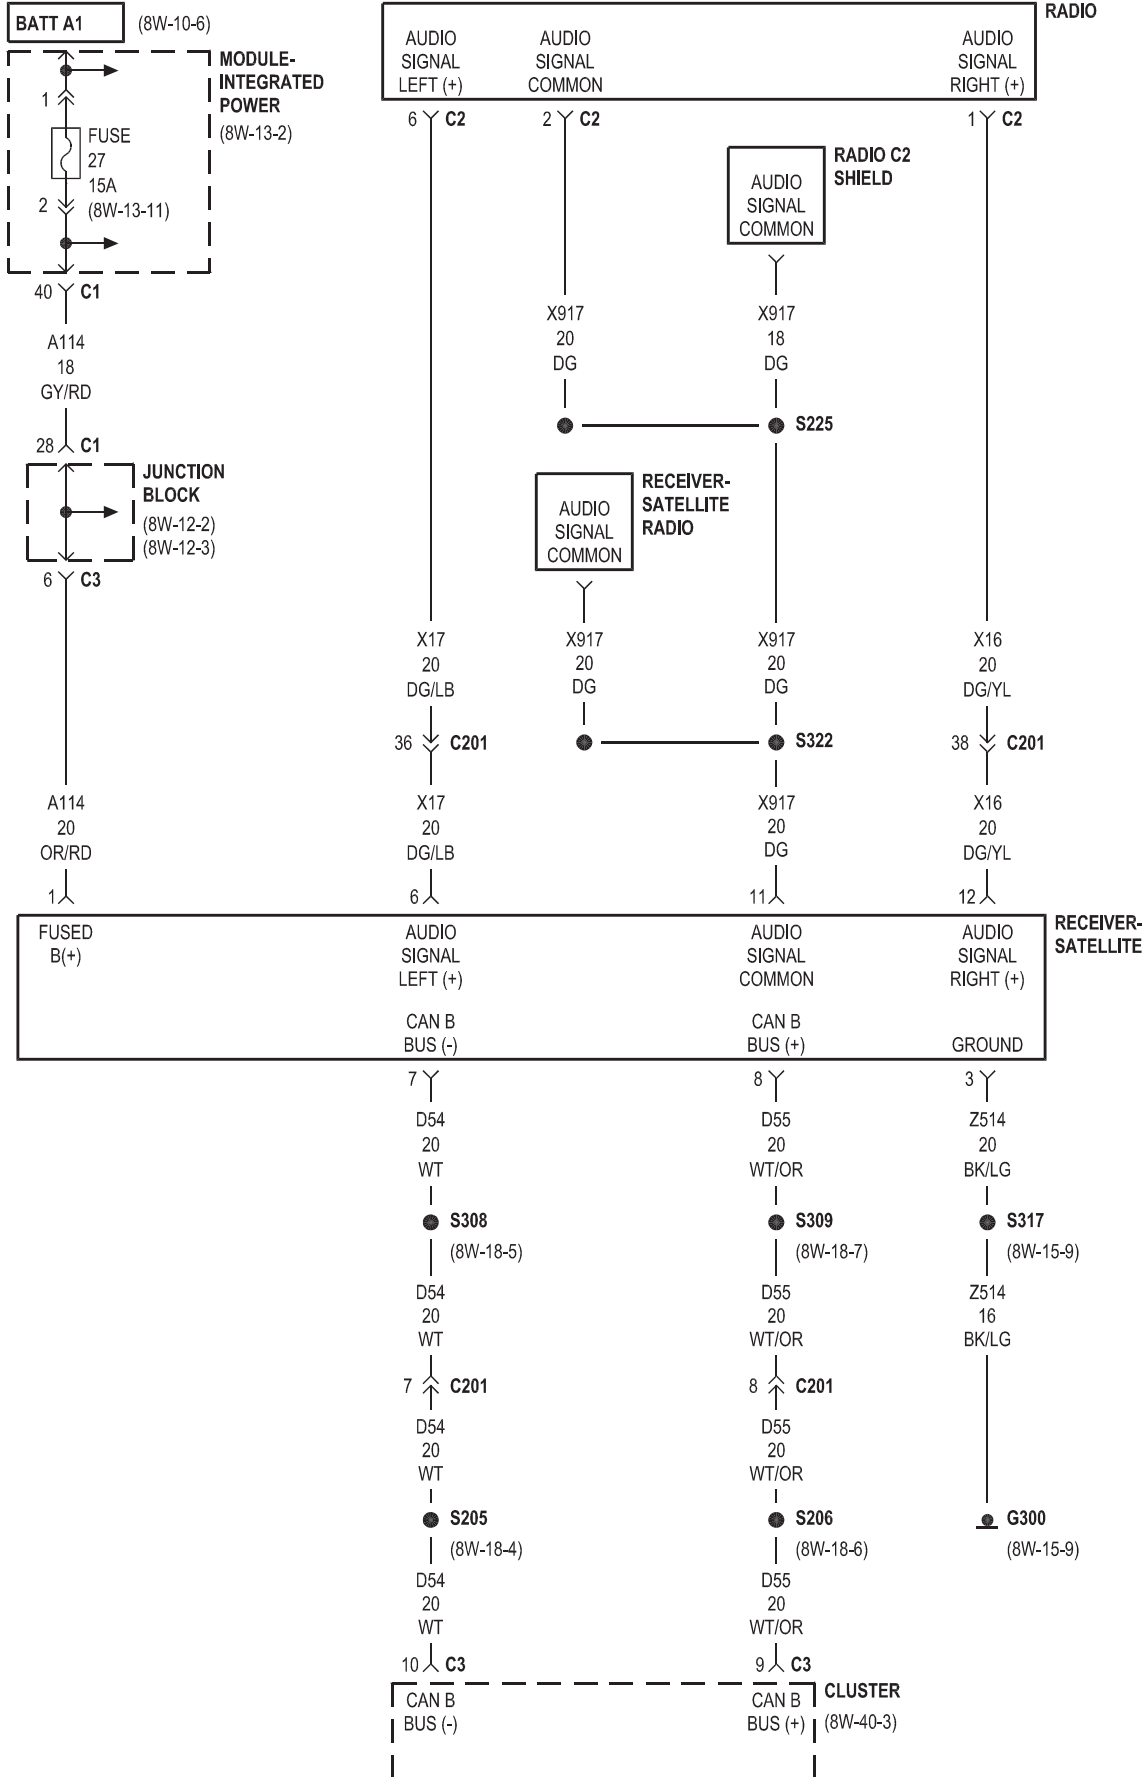 BATT A1 (8W-10-6)
RADIO
AUDIO
SIGNAL
LEFT (+)
AUDIO
SIGNAL
COMMON
AUDIO
SIGNAL
RIGHT (+)
MODULE-
INTEGRATED
POWER
(8W-13-2)
1
FUSE
27
15A
(8W-13-11)
2
6 C2
2 C2
1 C2
RADIO C2
SHIELD
AUDIO
SIGNAL
COMMON
40 C1
A114
18
GY/RD
X917
20
DG
X917
18
DG
S225
28 C1
JUNCTION
BLOCK
(8W-12-2)
(8W-12-3)
6 C3
RECEIVER-
SATELLITE
RADIO
AUDIO
SIGNAL
COMMON
X17
20
DG/LB
X917
20
DG
X917
20
DG
X16
20
DG/YL
36 C201
S322
38 C201
A114
20
OR/RD
X17
20
DG/LB
X917
20
DG
X16
20
DG/YL
1
6
11
12
RECEIVER-
SATELLITE
FUSED
B(+)
AUDIO
SIGNAL
LEFT (+)
AUDIO
SIGNAL
COMMON
AUDIO
SIGNAL
RIGHT (+)
CAN B
BUS (-)
CAN B
BUS (+)
GROUND
7
8
3
D54
20
WT
D55
20
WT/OR
Z514
20
BK/LG
S308
(8W-18-5)
S309
(8W-18-7)
S317
(8W-15-9)
D54
20
WT
D55
20
WT/OR
Z514
16
BK/LG
7 C201
8 C201
D54
20
WT
D55
20
WT/OR
S205
(8W-18-4)
S206
(8W-18-6)
G300
(8W-15-9)
D54
20
WT
D55
20
WT/OR
10 C3
9 C3
CAN B
BUS (-)
CAN B
BUS (+)
CLUSTER
(8W-40-3)